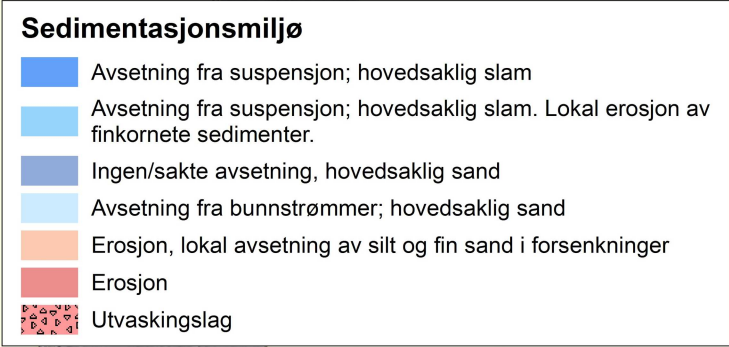 Sedimentasjonsmiljø
Avsetning fra suspensjon; hovedsaklig slam
Avsetning fra suspensjon; hovedsaklig slam. Lokal erosjon av
finkornete sedimenter.
Ingen/sakte avsetning, hovedsaklig sand
Avsetning fra bunnstrømmer; hovedsaklig sand
Erosjon, lokal avsetning av silt og fin sand i forsenkninger
Erosjon
Utvaskingslag